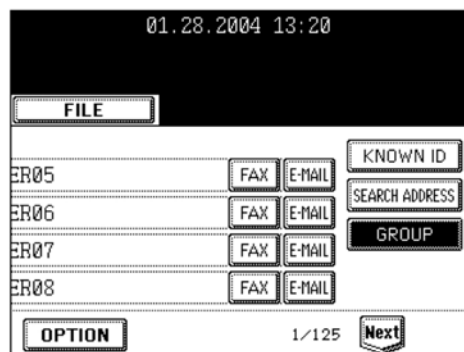 01.28.2004 13:20
FILE
KNOWN ID
ER05 FAX E-MAIL
SEARCH ADDRESS
ER06 FAX E-MAIL
GROUP
ER07 FAX E-MAIL
ER08 FAX E-MAIL
OPTION 1/125 Next